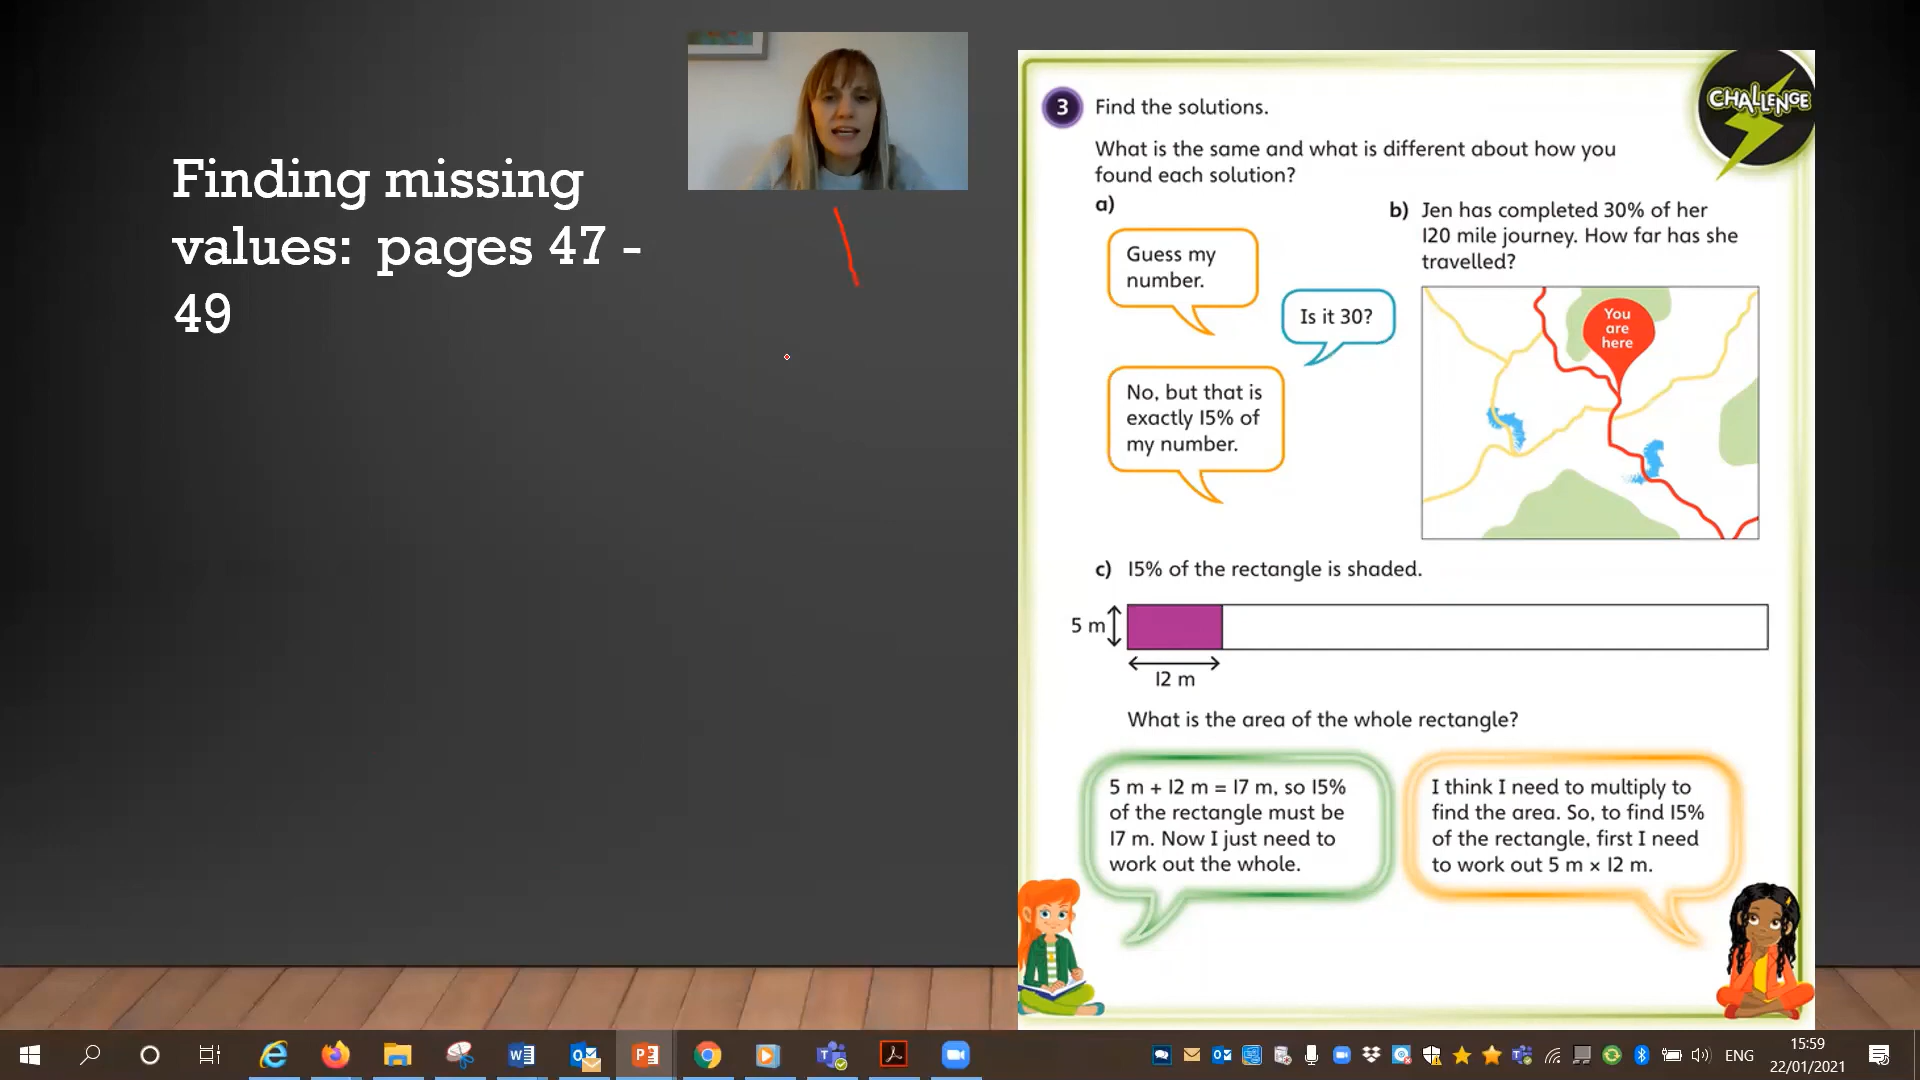 Finding missing
values:  pages 47 -
49
CHALLENGE
3 Find the solutions.
What is the same and what is different about how you
found each solution?
a)
Guess my
number.
Is it 30?
No, but that is
exactly 15% of
my number.
b) Jen has completed 30% of her
120 mile journey. How far has she
travelled?
You
are
here
c) 15% of the rectangle is shaded.
5 m
12 m
What is the area of the whole rectangle?
5 m + 12 m = 17 m, so 15%
of the rectangle must be
17 m. Now I just need to
work out the whole.
I think I need to multiply to
find the area. So, to find 15%
of the rectangle, first I need
to work out 5 m × 12 m.
ENG
15:59
22/01/2021